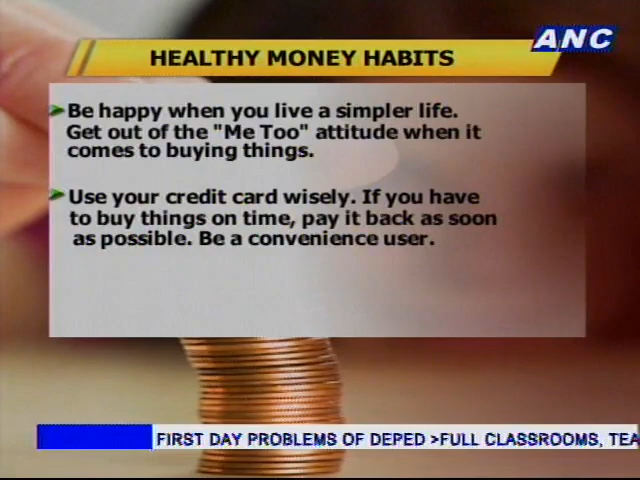 ANC
HEALTHY MONEY HABITS
Be happy when you live a simpler life.
Get out of the "Me Too" attitude when it
comes to buying things.
Use your credit card wisely. If you have
to buy things on time, pay it back as soon
as possible. Be a convenience user.
FIRST DAY PROBLEMS OF DEPED >FULL CLASSROOMS, TEA